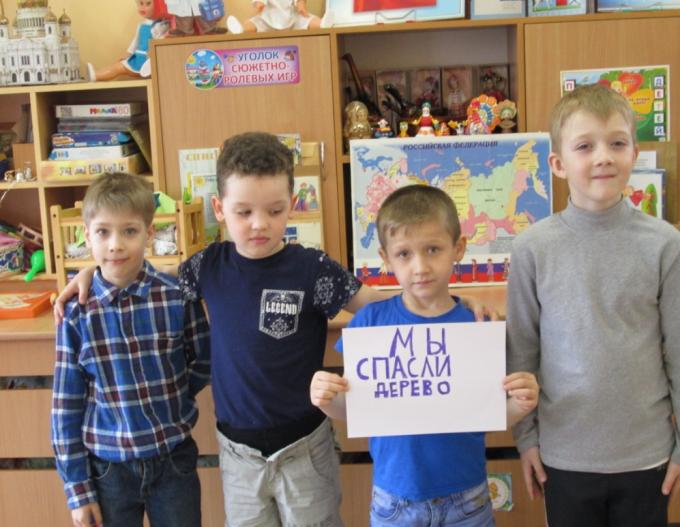 УГОЛОК
СЮЖЕТНО-
РОЛЕВЫХ ИГР
РОССИЙСКАЯ ФЕДЕРАЦИЯ
LEGEND
МЫ
СПАСЛИ
ДЕРЕВО